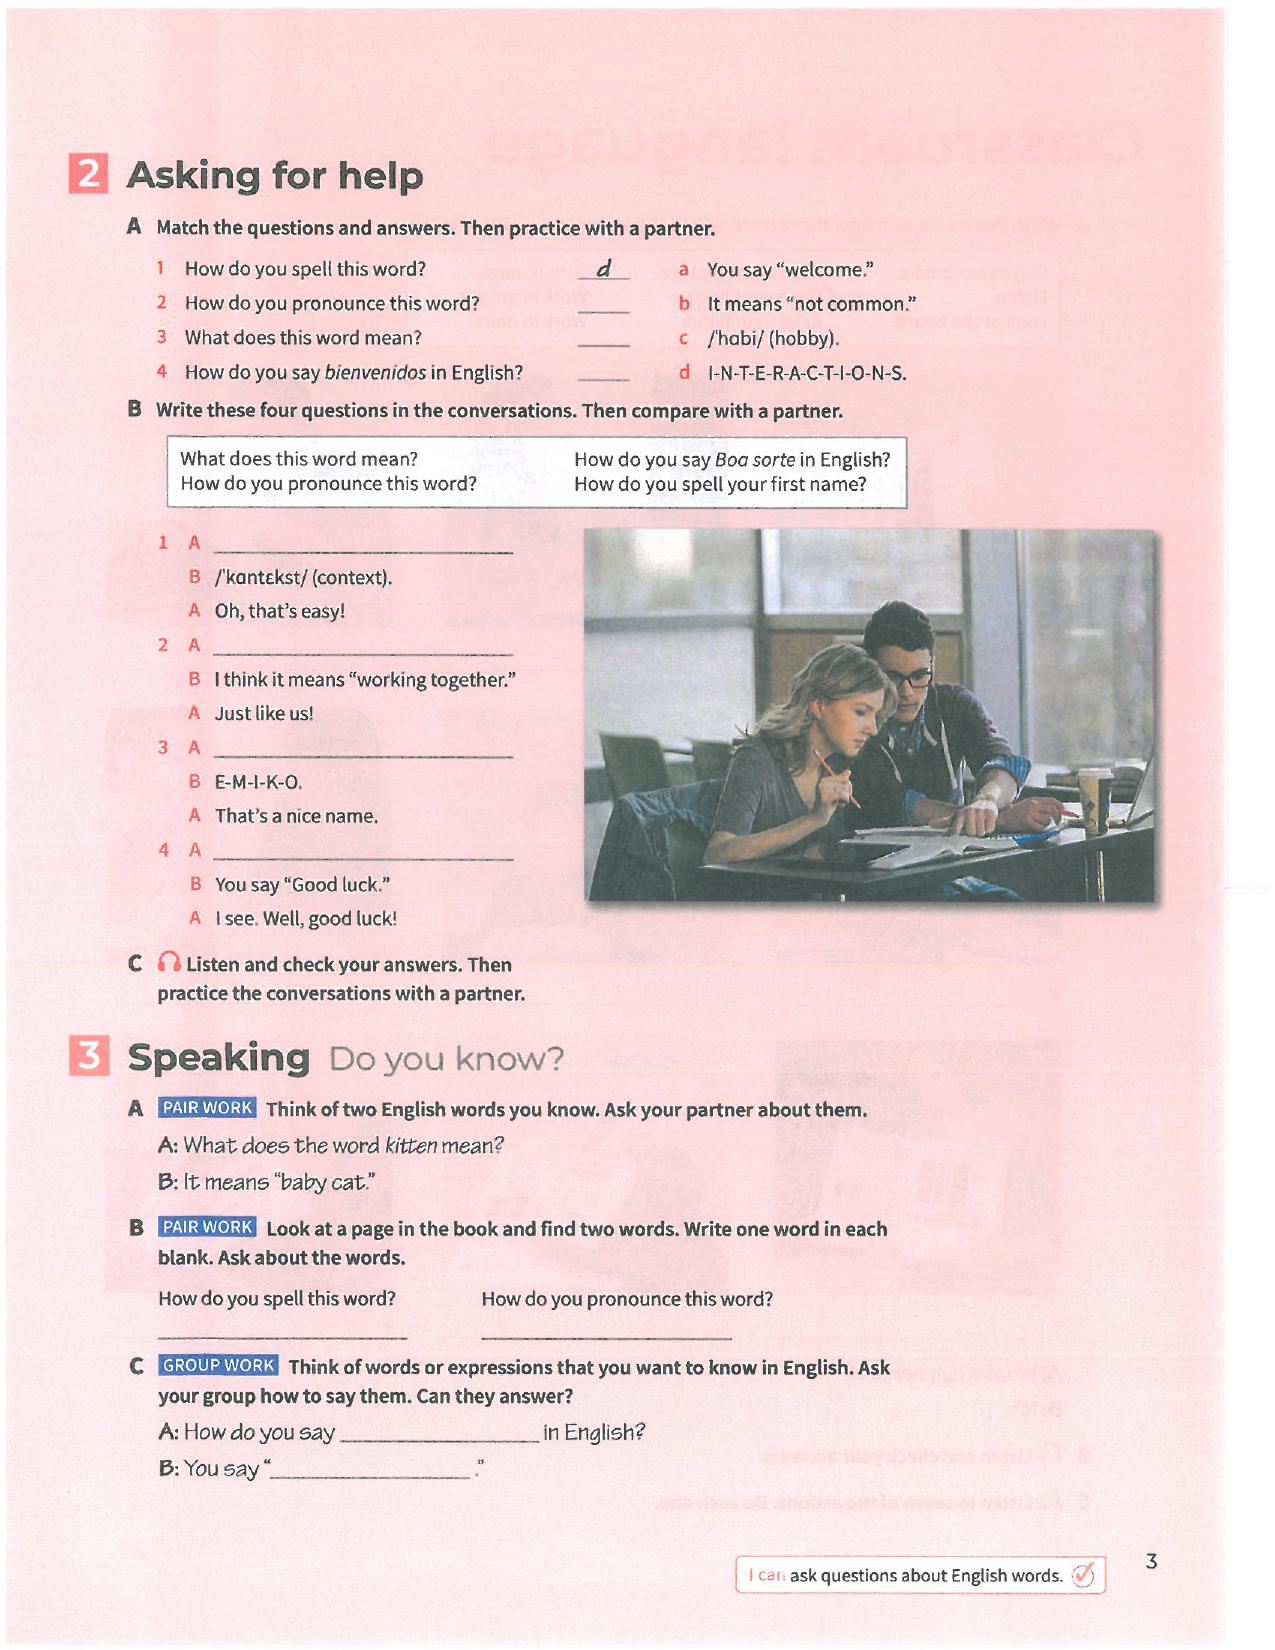 2 Asking for help
A Match the questions and answers. Then practice with a partner.
1 How do you spell this word? d a You say “welcome.”
2 How do you pronounce this word? ____ b It means “not common.”
3 What does this word mean? ____ c /ˈhɑbi/ (hobby).
4 How do you say bienvenidos in English? ____ d I-N-T-E-R-A-C-T-I-O-N-S.
B Write these four questions in the conversations. Then compare with a partner.
What does this word mean? How do you say Boa sorte in English?
How do you pronounce this word? How do you spell your first name?
1 A ____
B /ˈkɑntɛkst/ (context).
A Oh, that’s easy!
2 A ____
B I think it means “working together.”
A Just like us!
3 A ____
B E-M-I-K-O.
A That’s a nice name.
4 A ____
B You say “Good luck.”
A I see. Well, good luck!
C Listen and check your answers. Then
practice the conversations with a partner.
3 Speaking Do you know?
A PAIR WORK Think of two English words you know. Ask your partner about them.
A: What does the word kitten mean?
B: It means “baby cat.”
B PAIR WORK Look at a page in the book and find two words. Write one word in each
blank. Ask about the words.
How do you spell this word? How do you pronounce this word?
C GROUP WORK Think of words or expressions that you want to know in English. Ask
your group how to say them. Can they answer?
A: How do you say ____ in English?
B: You say “____.”
I can ask questions about English words.
3